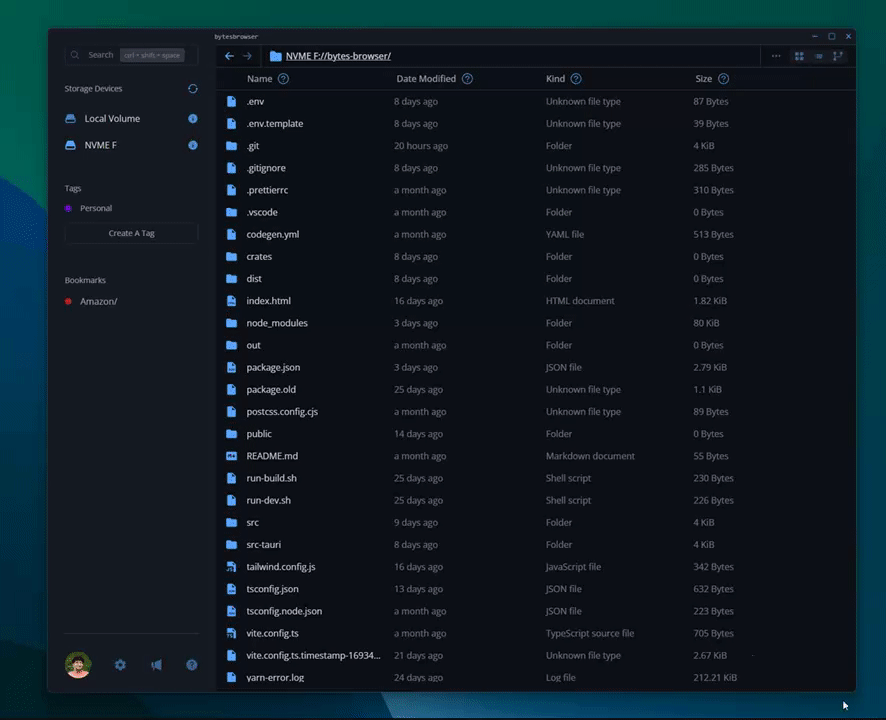 bytesbrowser
Search ctrl + shift + space
Storage Devices
Local Volume
NVME F
Tags
Personal
Create A Tag
Bookmarks
Amazon/
NVME F://bytes-browser/
Name Date Modified Kind Size
.env 8 days ago Unknown file type 87 Bytes
.env.template 8 days ago Unknown file type 39 Bytes
.git 20 hours ago Folder 4 KiB
.gitignore 8 days ago Unknown file type 285 Bytes
.prettierrc a month ago Unknown file type 310 Bytes
.vscode a month ago Folder 0 Bytes
codegen.yml a month ago YAML file 513 Bytes
crates 8 days ago Folder 0 Bytes
dist 8 days ago Folder 0 Bytes
index.html 16 days ago HTML document 1.82 KiB
node_modules 3 days ago Folder 80 KiB
out a month ago Folder 0 Bytes
package.json 3 days ago JSON file 2.79 KiB
package.old 25 days ago Unknown file type 1.1 KiB
postcss.config.cjs a month ago Unknown file type 89 Bytes
public 14 days ago Folder 0 Bytes
README.md a month ago Markdown document 55 Bytes
run-build.sh 25 days ago Shell script 230 Bytes
run-dev.sh 25 days ago Shell script 226 Bytes
src 9 days ago Folder 4 KiB
src-tauri 8 days ago Folder 4 KiB
tailwind.config.js 16 days ago JavaScript file 342 Bytes
tsconfig.json 13 days ago JSON file 632 Bytes
tsconfig.node.json a month ago JSON file 223 Bytes
vite.config.ts a month ago TypeScript source file 705 Bytes
vite.config.ts.timestamp-16934... 21 days ago Unknown file type 2.67 KiB
yarn-error.log 24 days ago Log file 212.21 KiB